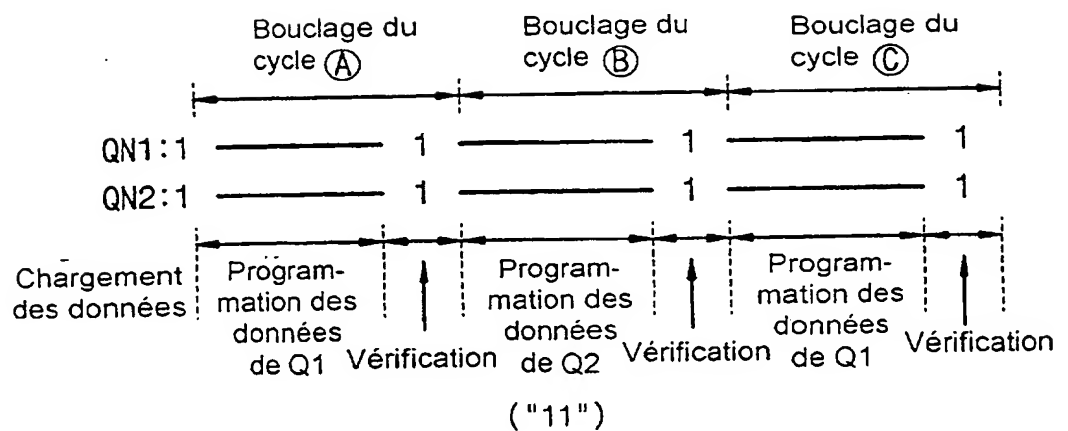 Bouclage du
cycle Ⓐ
Bouclage du
cycle Ⓑ
Bouclage du
cycle Ⓒ
QN1:1 1 1 1
QN2:1 1 1 1
Chargement
des données
Program-
mation des
données
de Q1
Vérification
Program-
mation des
données
de Q2
Vérification
Program-
mation des
données
de Q1
Vérification
("11")